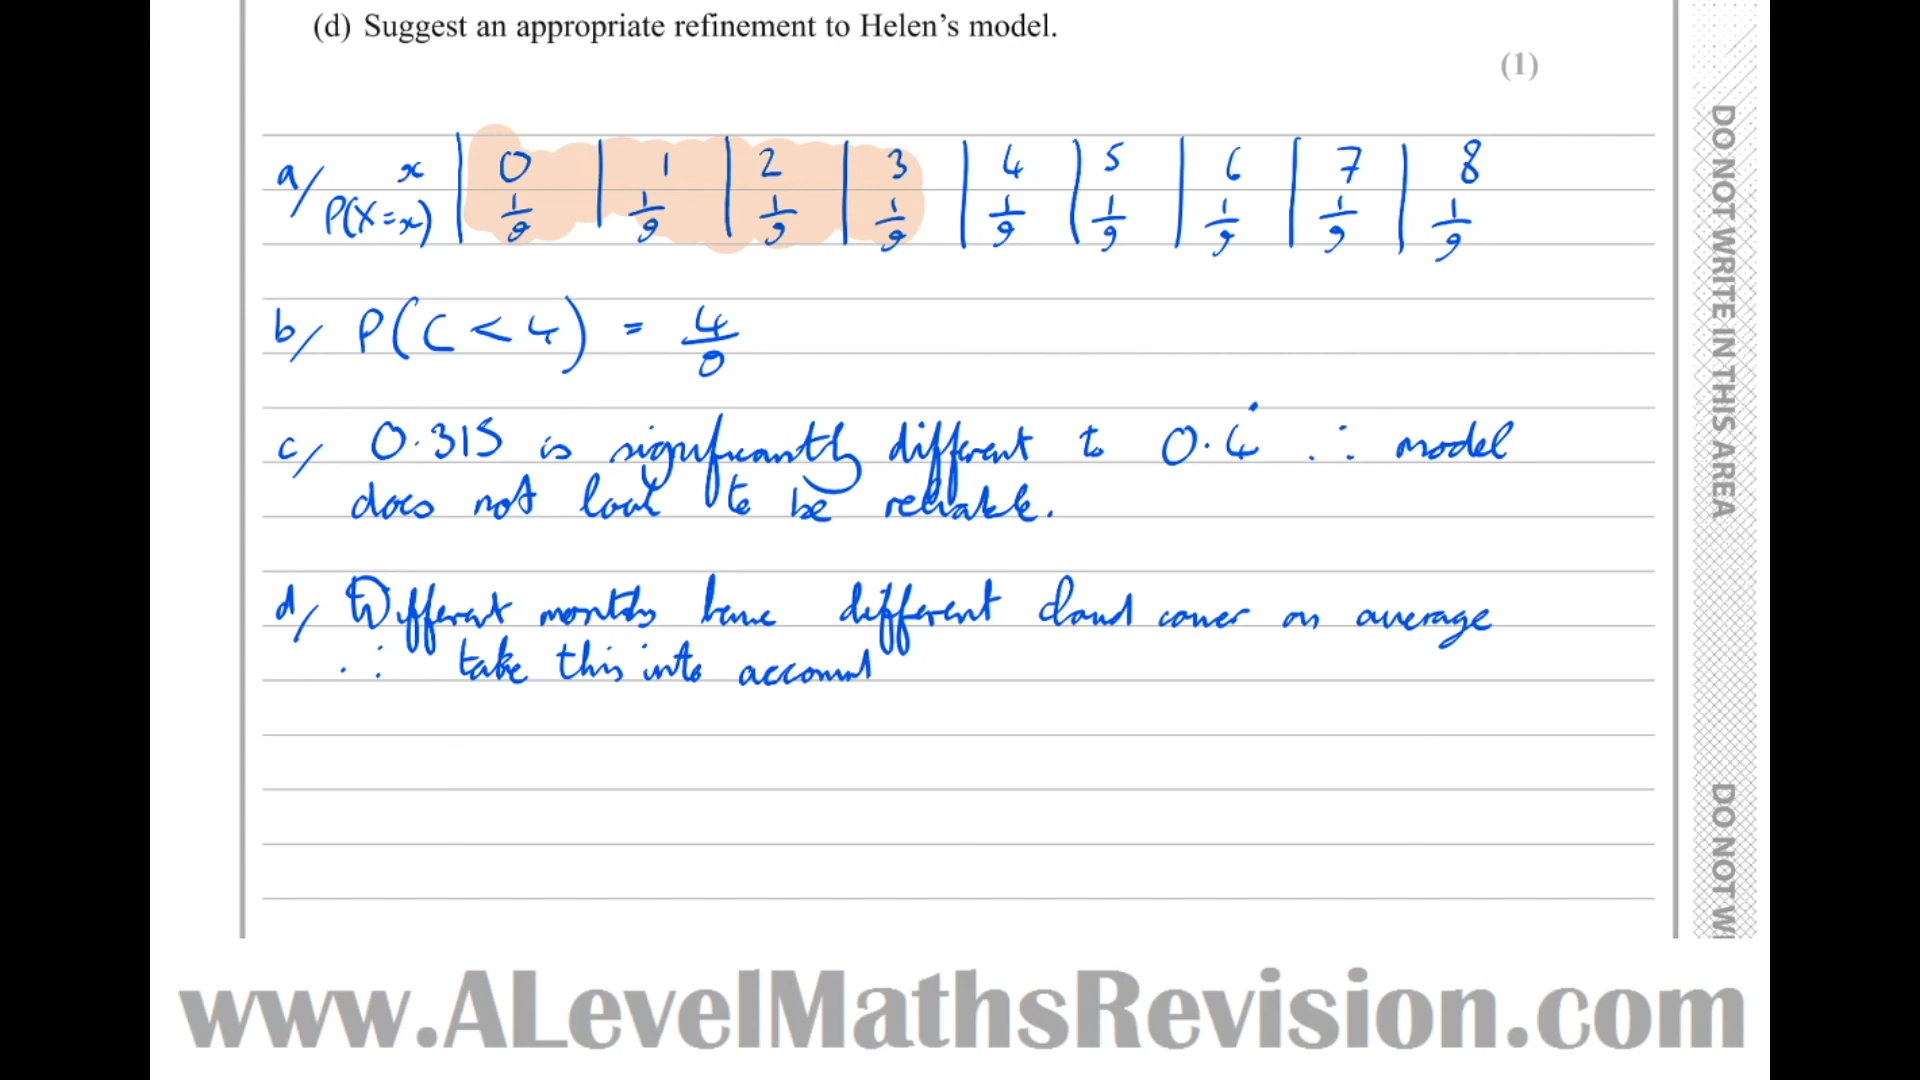 (d) Suggest an appropriate refinement to Helen's model.
(1)
a/ x | 0 | 1 | 2 | 3 | 4 | 5 | 6 | 7 | 8
P(X=x) | 1/9 | 1/9 | 1/9 | 1/9 | 1/9 | 1/9 | 1/9 | 1/9 | 1/9
b/ P(C < 4) = 4/9
c/ 0.315 is significantly different to 0.4̇ ∴ model
does not look to be reliable.
d/ Different months have different cloud cover on average
∴ take this into account
DO NOT WRITE IN THIS AREA
DO NOT WI
www.ALevelMathsRevision.com